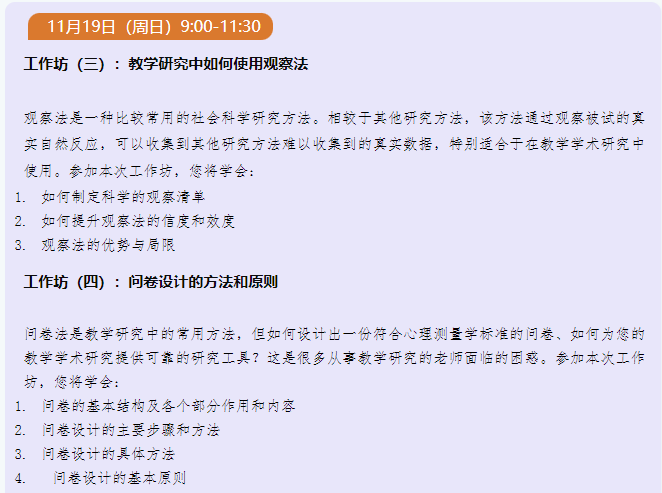 11月19日（周日）9:00-11:30
工作坊（三）：教学研究中如何使用观察法
观察法是一种比较常用的社会科学研究方法。相较于其他研究方法，该方法通过观察被试的真
实自然反应，可以收集到其他研究方法难以收集到的真实数据，特别适合于在教学学术研究中
使用。参加本次工作坊，您将学会：
1. 如何制定科学的观察清单
2. 如何提升观察法的信度和效度
3. 观察法的优势与局限
工作坊（四）：问卷设计的方法和原则
问卷法是教学研究中的常用方法，但如何设计出一份符合心理测量学标准的问卷、如何为您的
教学学术研究提供可靠的研究工具？这是很多从事教学研究的老师面临的困惑。参加本次工作
坊，您将学会：
1. 问卷的基本结构及各个部分作用和内容
2. 问卷设计的主要步骤和方法
3. 问卷设计的具体方法
4. 问卷设计的基本原则